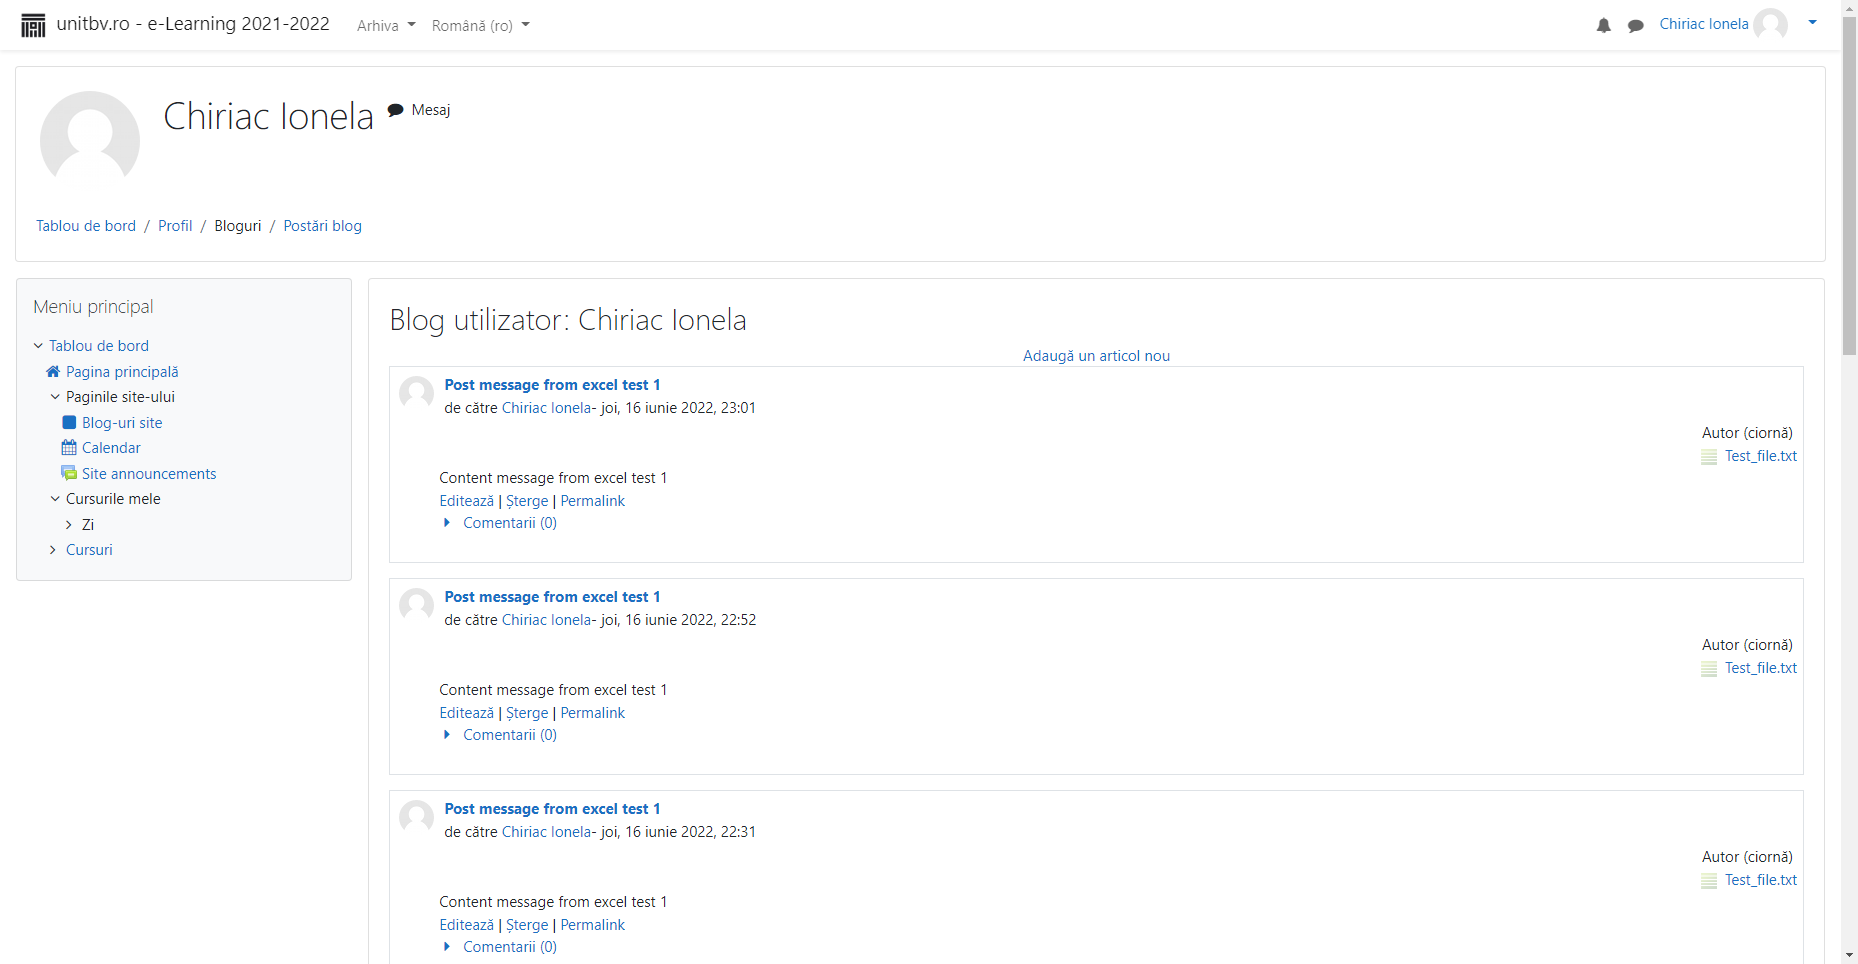 unitbv.ro - e-Learning 2021-2022 Arhiva Română (ro) Chiriac Ionela
Chiriac Ionela Mesaj
Tablou de bord / Profil / Bloguri / Postări blog
Meniu principal
Tablou de bord
Pagina principală
Paginile site-ului
Blog-uri site
Calendar
Site announcements
Cursurile mele
Zi
Cursuri
Blog utilizator: Chiriac Ionela
Adaugă un articol nou
Post message from excel test 1
de către Chiriac Ionela- joi, 16 iunie 2022, 23:01
Autor (ciornă)
Test_file.txt
Content message from excel test 1
Editează | Șterge | Permalink
Comentarii (0)
Post message from excel test 1
de către Chiriac Ionela- joi, 16 iunie 2022, 22:52
Autor (ciornă)
Test_file.txt
Content message from excel test 1
Editează | Șterge | Permalink
Comentarii (0)
Post message from excel test 1
de către Chiriac Ionela- joi, 16 iunie 2022, 22:31
Autor (ciornă)
Test_file.txt
Content message from excel test 1
Editează | Șterge | Permalink
Comentarii (0)